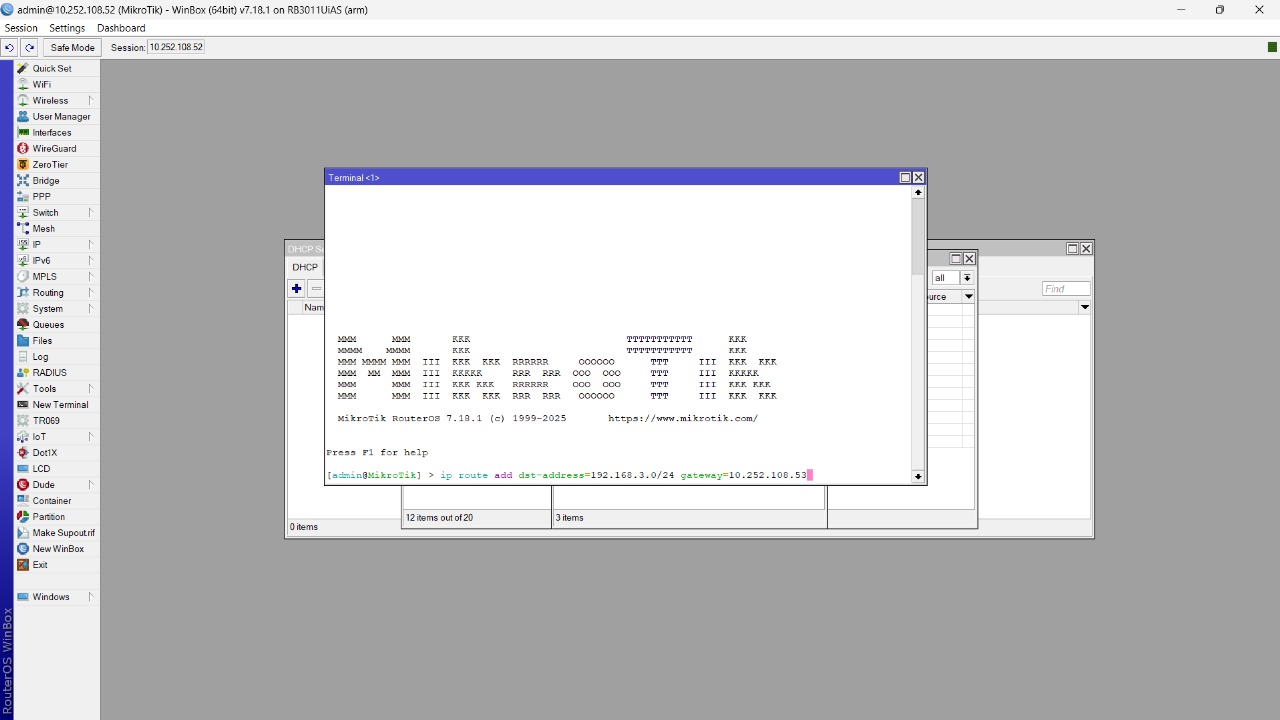 admin@10.252.108.52 (MikroTik) - WinBox (64bit) v7.18.1 on RB3011UiAS (arm)
Session Settings Dashboard
Safe Mode Session: 10.252.108.52
Quick Set
WiFi
Wireless
User Manager
Interfaces
WireGuard
ZeroTier
Bridge
PPP
Switch
Mesh
IP
IPv6
MPLS
Routing
System
Queues
Files
Log
RADIUS
Tools
New Terminal
TR069
IoT
Dot1X
LCD
Dude
Container
Partition
Make Supout.rif
New WinBox
Exit
Windows
RouterOS WinBox
Terminal <1>
MMM MMM KKK TTTTTTTTTTT KKK
MMMM MMMM KKK TTTTTTTTTTT KKK
MMM MMMM MMM III KKK KKK RRRRRR OOOOOO TTT III KKK KKK
MMM MM MMM III KKKKK RRR RRR OOO OOO TTT III KKKKK
MMM MMM III KKK KKK RRRRRR OOO OOO TTT III KKK KKK
MMM MMM III KKK KKK RRR RRR OOOOOO TTT III KKK KKK
MikroTik RouterOS 7.18.1 (c) 1999-2025 https://www.mikrotik.com/
Press F1 for help
[admin@MikroTik] > ip route add dst-address=192.168.3.0/24 gateway=10.252.108.53
DHCP
DHCP
all
Find
0 items
12 items out of 20
3 items